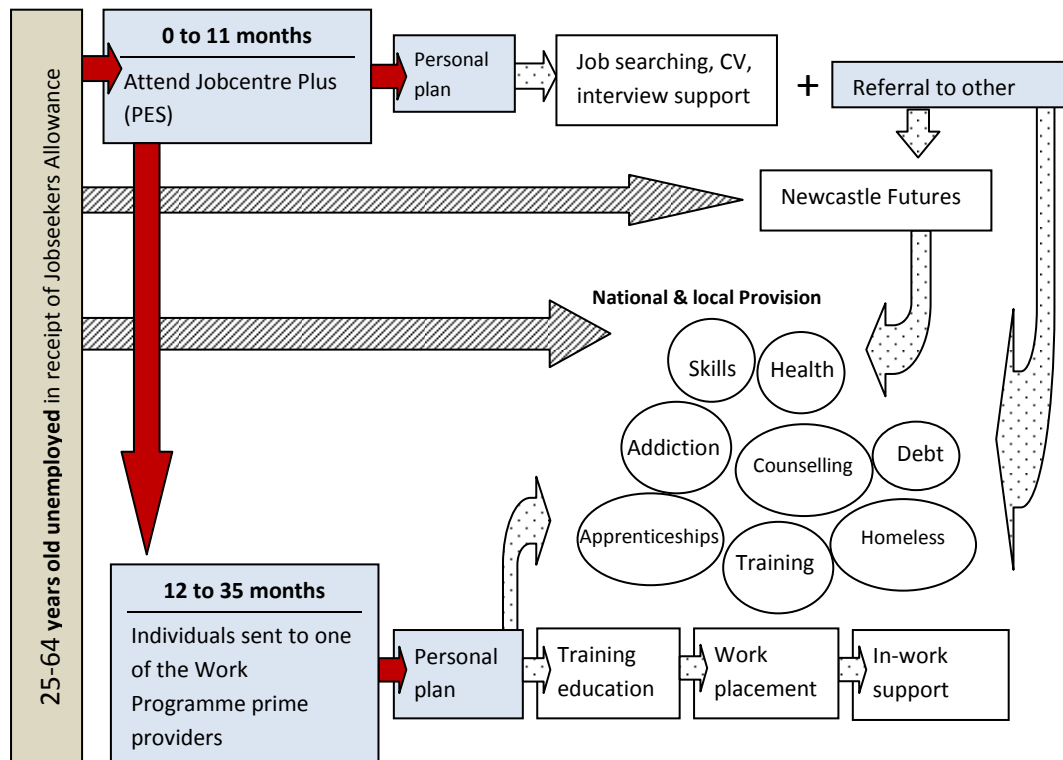 25-64 years old unemployed in receipt of Jobseekers Allowance
0 to 11 months
Attend Jobcentre Plus
(PES)
Personal
plan
Job searching, CV,
interview support
+
Referral to other
Newcastle Futures
National & local Provision
Skills
Health
Addiction
Counselling
Debt
Apprenticeships
Training
Homeless
12 to 35 months
Individuals sent to one
of the Work
Programme prime
providers
Personal
plan
Training
education
Work
placement
In-work
support